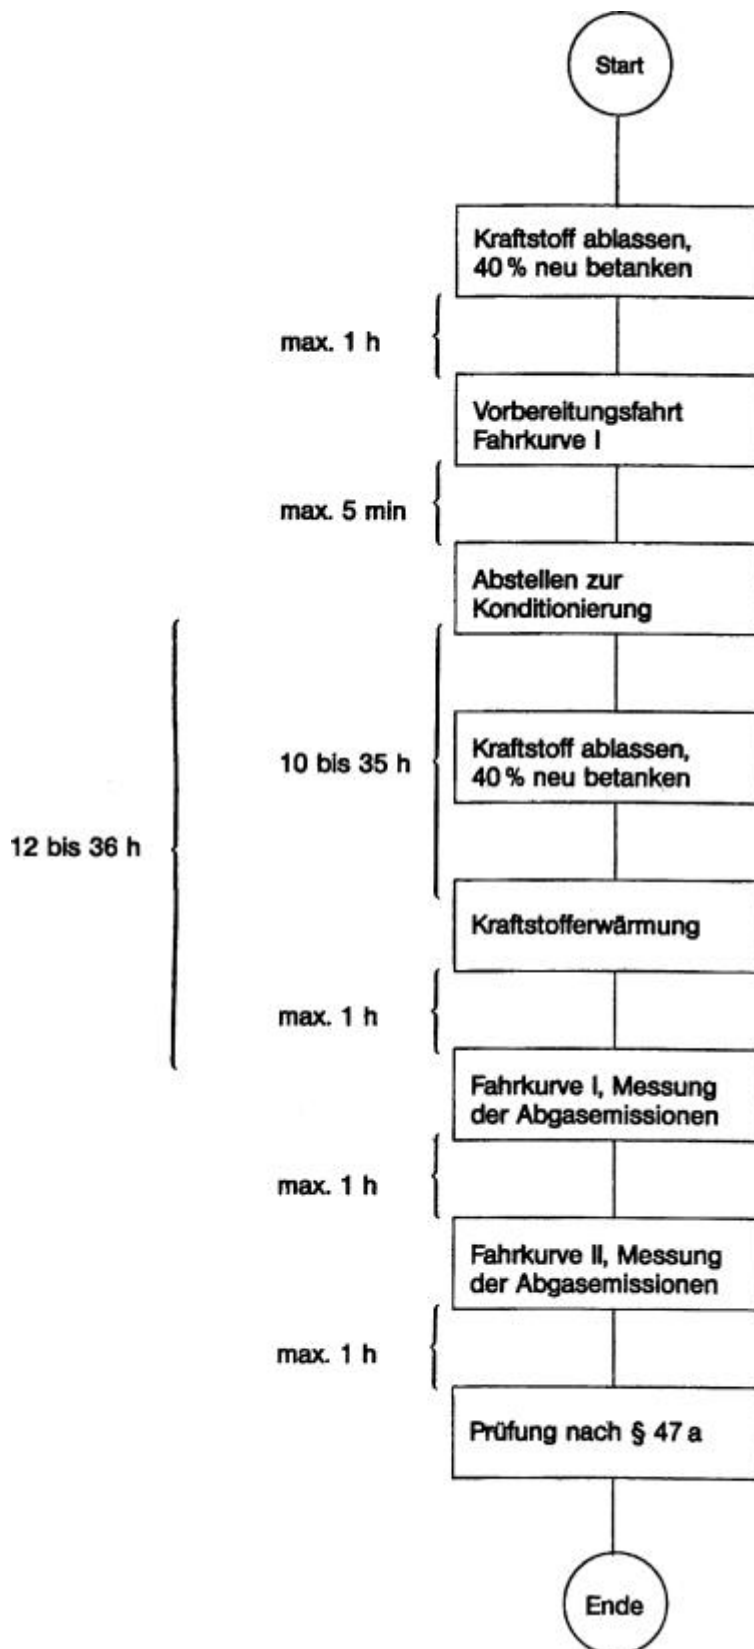 Start
Kraftstoff ablassen,
40 % neu betanken
max. 1 h
Vorbereitungsfahrt
Fahrkurve I
max. 5 min
Abstellen zur
Konditionierung
10 bis 35 h
Kraftstoff ablassen,
40 % neu betanken
12 bis 36 h
Kraftstofferwärmung
max. 1 h
Fahrkurve I, Messung
der Abgasemissionen
max. 1 h
Fahrkurve II, Messung
der Abgasemissionen
max. 1 h
Prüfung nach § 47 a
Ende